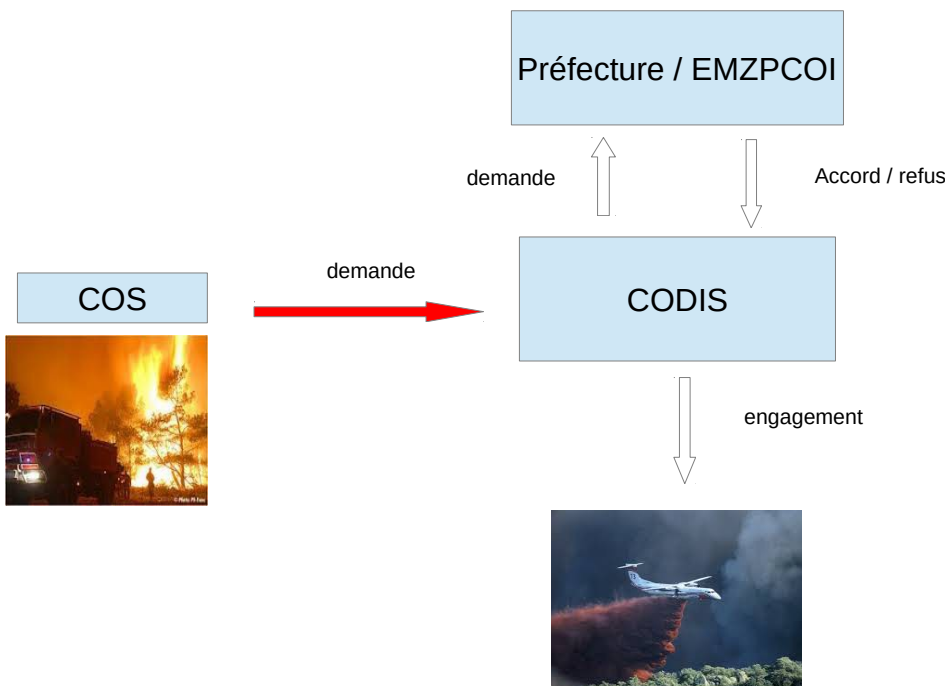 Préfecture / EMZPCOI
demande
Accord / refus
demande
COS
CODIS
engagement